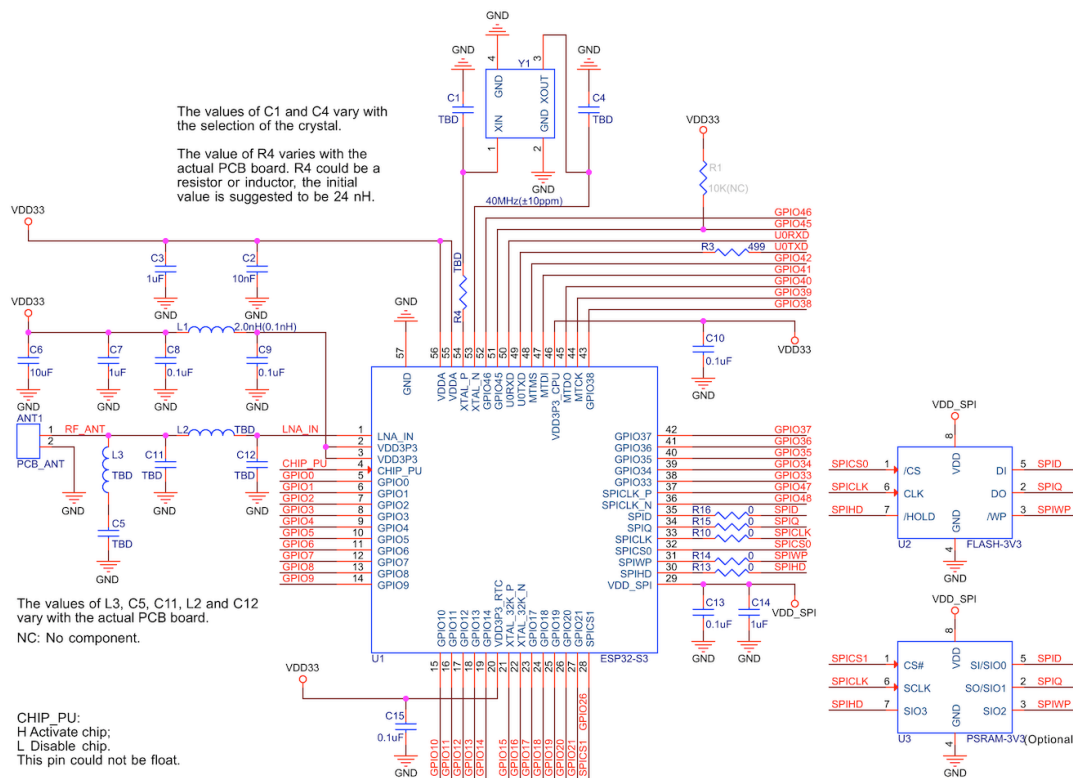 GND
GND
GND
4
3
Y1
GND
XOUT
XIN
GND
1
2
C1
TBD
C4
TBD
GND
40MHz(±10ppm)
The values of C1 and C4 vary with
the selection of the crystal.
The value of R4 varies with the
actual PCB board. R4 could be a
resistor or inductor, the initial
value is suggested to be 24 nH.
VDD33
R1
10K(NC)
GPIO46
GPIO45
U0RXD
U0TXD
R3
499
GPIO42
GPIO41
GPIO40
GPIO39
GPIO38
VDD33
C3
1uF
C2
10nF
GND
GND
TBD
R4
GND
VDD33
L1
2.0nH(0.1nH)
C6
10uF
C7
1uF
C8
0.1uF
C9
0.1uF
GND
GND
GND
GND
C10
0.1uF
GND
VDD33
57
56
55
54
53
52
51
50
49
48
47
46
45
44
43
GND
VDDA
VDDA
XTAL_P
XTAL_N
GPIO46
GPIO45
U0RXD
U0TXD
MTMS
MTDI
VDD3P3_CPU
MTDO
MTCK
GPIO38
ANT1
1
2
PCB_ANT
RF_ANT
L2
TBD
LNA_IN
L3
TBD
C11
TBD
C12
TBD
GND
GND
GND
C5
TBD
GND
CHIP_PU
GPIO0
GPIO1
GPIO2
GPIO3
GPIO4
GPIO5
GPIO6
GPIO7
GPIO8
GPIO9
1 LNA_IN
2 VDD3P3
3 VDD3P3
4 CHIP_PU
5 GPIO0
6 GPIO1
7 GPIO2
8 GPIO3
9 GPIO4
10 GPIO5
11 GPIO6
12 GPIO7
13 GPIO8
14 GPIO9
GPIO37 42 GPIO37
GPIO36 41 GPIO36
GPIO35 40 GPIO35
GPIO34 39 GPIO34
GPIO33 38 GPIO33
SPICLK_P 37 GPIO47
SPICLK_N 36 GPIO48
SPID 35 R16 0 SPID
SPIQ 34 R15 0 SPIQ
SPICLK 33 R10 0 SPICLK
SPICS0 32 SPICS0
SPIWP 31 R14 0 SPIWP
SPIHD 30 R13 0 SPIHD
VDD_SPI 29
C13
0.1uF
C14
1uF
VDD_SPI
GND
GND
U1
ESP32-S3
GPIO10
GPIO11
GPIO12
GPIO13
GPIO14
VDD3P3_RTC
XTAL_32K_P
XTAL_32K_N
GPIO17
GPIO18
GPIO19
GPIO20
GPIO21
SPICS1
15
16
17
18
19
20
21
22
23
24
25
26
27
28
GPIO10
GPIO11
GPIO12
GPIO13
GPIO14
GPIO15
GPIO16
GPIO17
GPIO18
GPIO19
GPIO20
GPIO21
SPICS1
GPIO26
VDD33
C15
0.1uF
GND
The values of L3, C5, C11, L2 and C12
vary with the actual PCB board.
NC: No component.
CHIP_PU:
H Activate chip;
L Disable chip.
This pin could not be float.
VDD_SPI
8
VDD
SPICS0 1 /CS
DI 5 SPID
SPICLK 6 CLK
DO 2 SPIQ
SPIHD 7 /HOLD
/WP 3 SPIWP
GND
4
U2
FLASH-3V3
GND
VDD_SPI
8
VDD
SPICS1 1 CS#
SI/SIO0 5 SPID
SPICLK 6 SCLK
SO/SIO1 2 SPIQ
SPIHD 7 SIO3
SIO2 3 SPIWP
GND
4
U3
PSRAM-3V3(Optional
GND